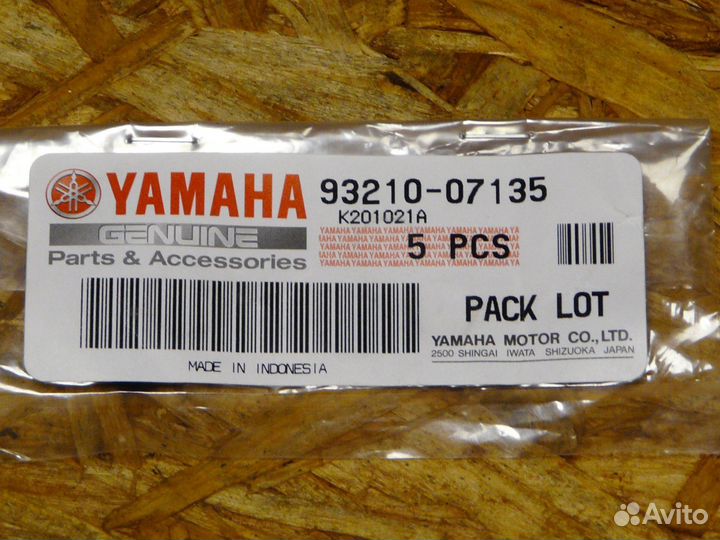 YAMAHA 93210-07135
K201021A
GENUINE
Parts & Accessories
5 PCS
PACK LOT
YAMAHA MOTOR CO.,LTD.
2500 SHINGAI IWATA SHIZUOKA JAPAN
MADE IN INDONESIA
Avito